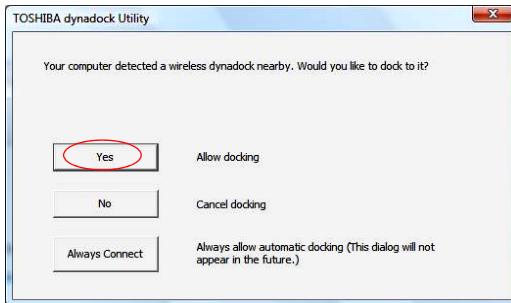 TOSHIBA dynadock Utility
Your computer detected a wireless dynadock nearby. Would you like to dock to it?
Yes Allow docking
No Cancel docking
Always Connect Always allow automatic docking (This dialog will not
appear in the future.)